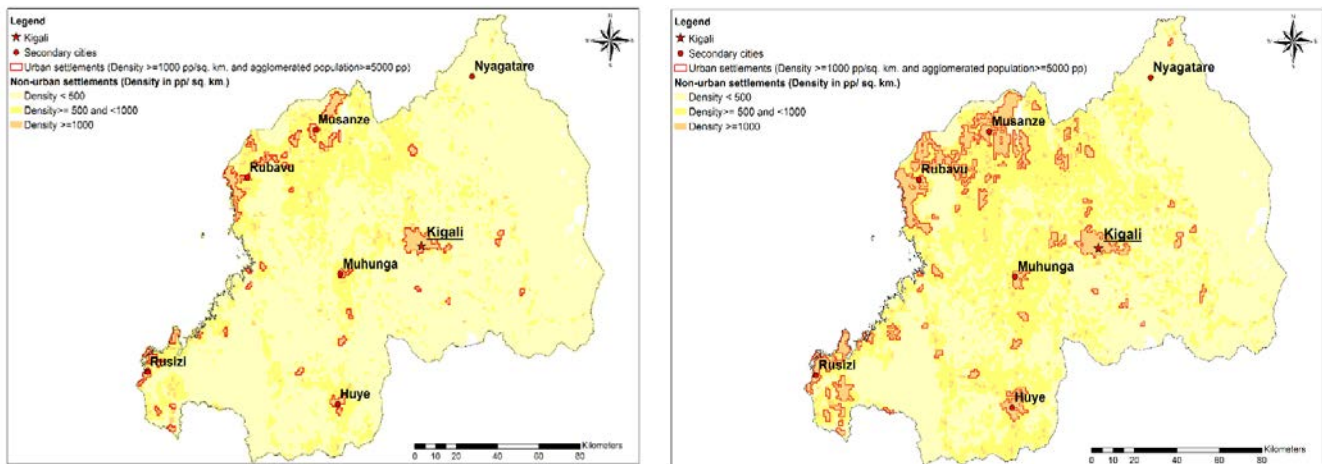 Legend
Kigali
Secondary cities
Urban settlements (Density >=1000 pp/sq. km. and agglomerated population>=5000 pp)
Non-urban settlements (Density in pp/ sq. km.)
Density < 500
Density>= 500 and <1000
Density >=1000
N
Nyagatare
Musanze
Rubavu
Kigali
Muhunga
Rusizi
Huye
Kilometers
0 5 10 20 40 60 80
Legend
Kigali
Secondary cities
Urban settlements (Density >=1000 pp/sq. km. and agglomerated population>=5000 pp)
Non-urban settlements (Density in pp/ sq. km.)
Density < 500
Density>= 500 and <1000
Density >=1000
N
Nyagatare
Musanze
Rubavu
Kigali
Muhunga
Rusizi
Huye
Kilometers
0 5 10 20 40 60 80